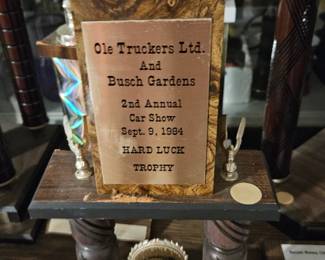 Ole Truckers Ltd.
And
Busch Gardens
2nd Annual
Car Show
Sept. 9, 1984
HARD LUCK
TROPHY